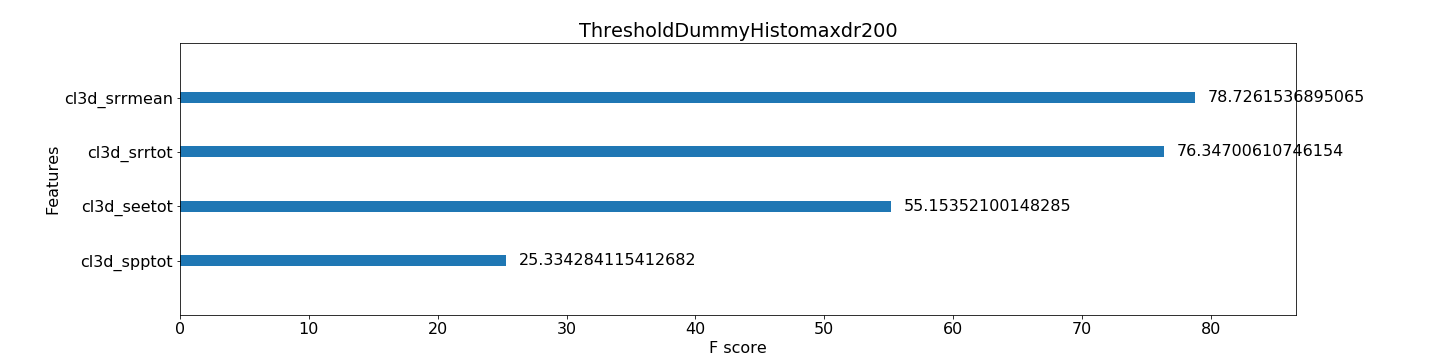 ThresholdDummyHistomaxdr200
Features
cl3d_srrmean 78.7261536895065
cl3d_srrtot 76.34700610746154
cl3d_seetot 55.15352100148285
cl3d_spptot 25.334284115412682
0 10 20 30 40 50 60 70 80
F score